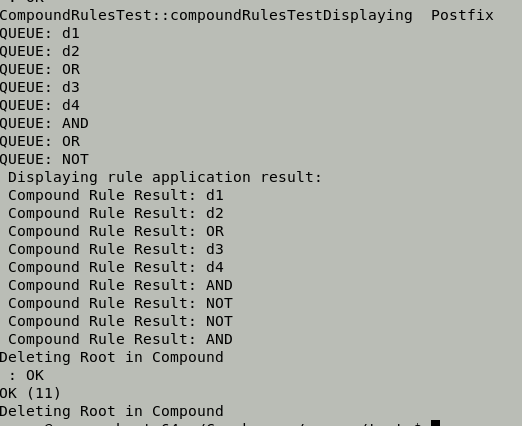 : OK
CompoundRulesTest::compoundRulesTestDisplaying  Postfix
QUEUE: d1
QUEUE: d2
QUEUE: OR
QUEUE: d3
QUEUE: d4
QUEUE: AND
QUEUE: OR
QUEUE: NOT
 Displaying rule application result:
 Compound Rule Result: d1
 Compound Rule Result: d2
 Compound Rule Result: OR
 Compound Rule Result: d3
 Compound Rule Result: d4
 Compound Rule Result: AND
 Compound Rule Result: NOT
 Compound Rule Result: NOT
 Compound Rule Result: AND
Deleting Root in Compound
 : OK
OK (11)
Deleting Root in Compound